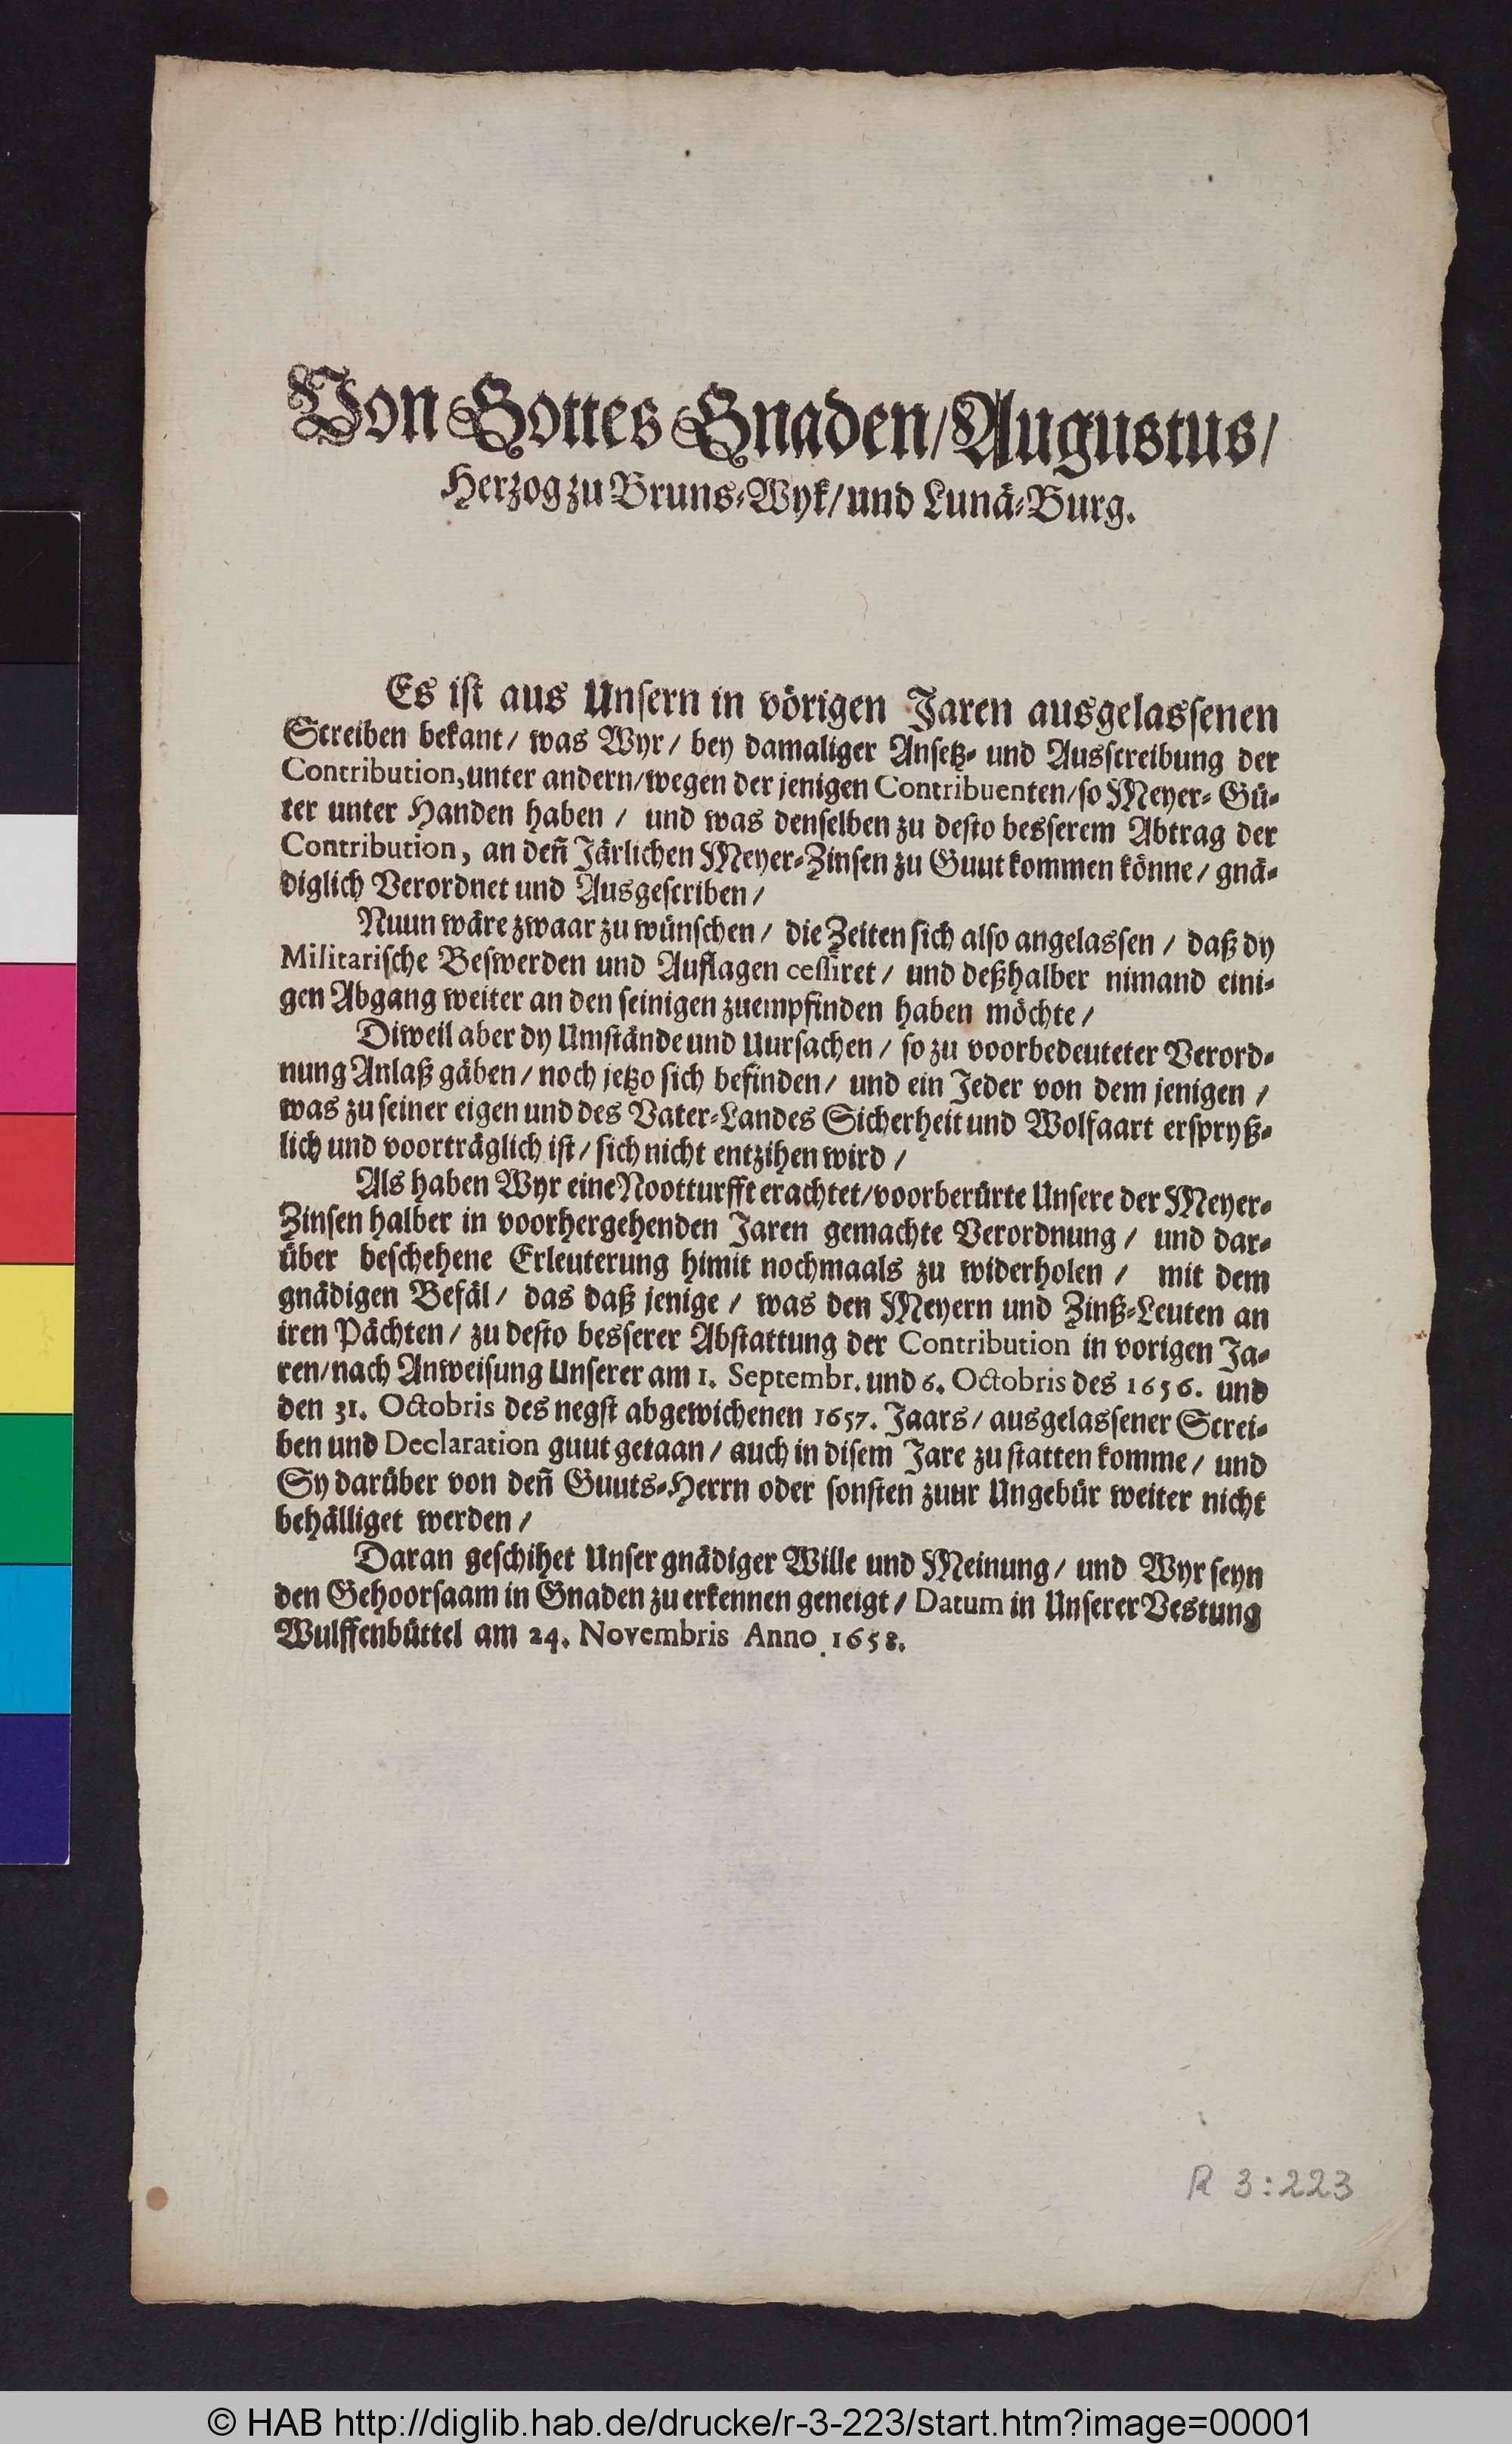 Von Gottes Gnaden/Augustus/
Herzog zu Bruns-Wyk/und Lunä-Burg.
Es ist aus Unsern in vörigen Jaren ausgelassenen
Screiben bekant/ was Wyr/ bey damaliger Ansetz- und Ausscreibung der
Contribution, unter andern/wegen der jenigen Contribuenten/so Meyer-Gü-
ter unter Handen haben / und was denselben zu desto besserem Abtrag der
Contribution, an deñ Järlichen Meyer-Zinsen zu Guut kommen könne/ gnä-
diglich Verordnet und Ausgescriben/
Nuun wäre zwaar zu wünschen / die Zeiten sich also angelassen / daß dy
Militarische Beswerden und Auflagen cessiret/ und deßhalber nimand eini-
gen Abgang weiter an den seinigen zuempfinden haben möchte/
Diweil aber dy Umstände und Uursachen / so zu voorbedeuteter Verord-
nung Anlaß gäben/ noch jetzo sich befinden/ und ein Jeder von dem jenigen /
was zu seiner eigen und des Vater-Landes Sicherheit und Wolfaart erspryß-
lich und voorträglich ist/ sich nicht entzihen wird /
Als haben Wyr eine Nootturfft erachtet/voorberürte Unsere der Meyer-
Zinsen halber in voorhergehenden Jaren gemachte Verordnung / und dar-
über beschehene Erleuterung himit nochmaals zu widerholen / mit dem
gnädigen Befäl/ das daß jenige / was den Meyern und Zinß-Leuten an
iren Pächten/ zu desto besserer Abstattung der Contribution in vorigen Ja-
ren/nach Anweisung Unserer am 1. Septembr. und 6. Octobris des 1656. und
den 31. Octobris des negst abgewichenen 1657. Jaars/ ausgelassener Screi-
ben und Declaration guut getaan/ auch in disem Jare zu statten komme/ und
Sy darüber von deñ Guuts-Herrn oder sonsten zuur Ungebür weiter nicht
behälliget werden/
Daran geschihet Unser gnädiger Wille und Meinung/ und Wyr seyn
den Gehoorsaam in Gnaden zu erkennen geneigt/ Datum in Unserer Vestung
Wulffenbüttel am 24. Novembris Anno 1658.
R 3:223
© HAB http://diglib.hab.de/drucke/r-3-223/start.htm?image=00001